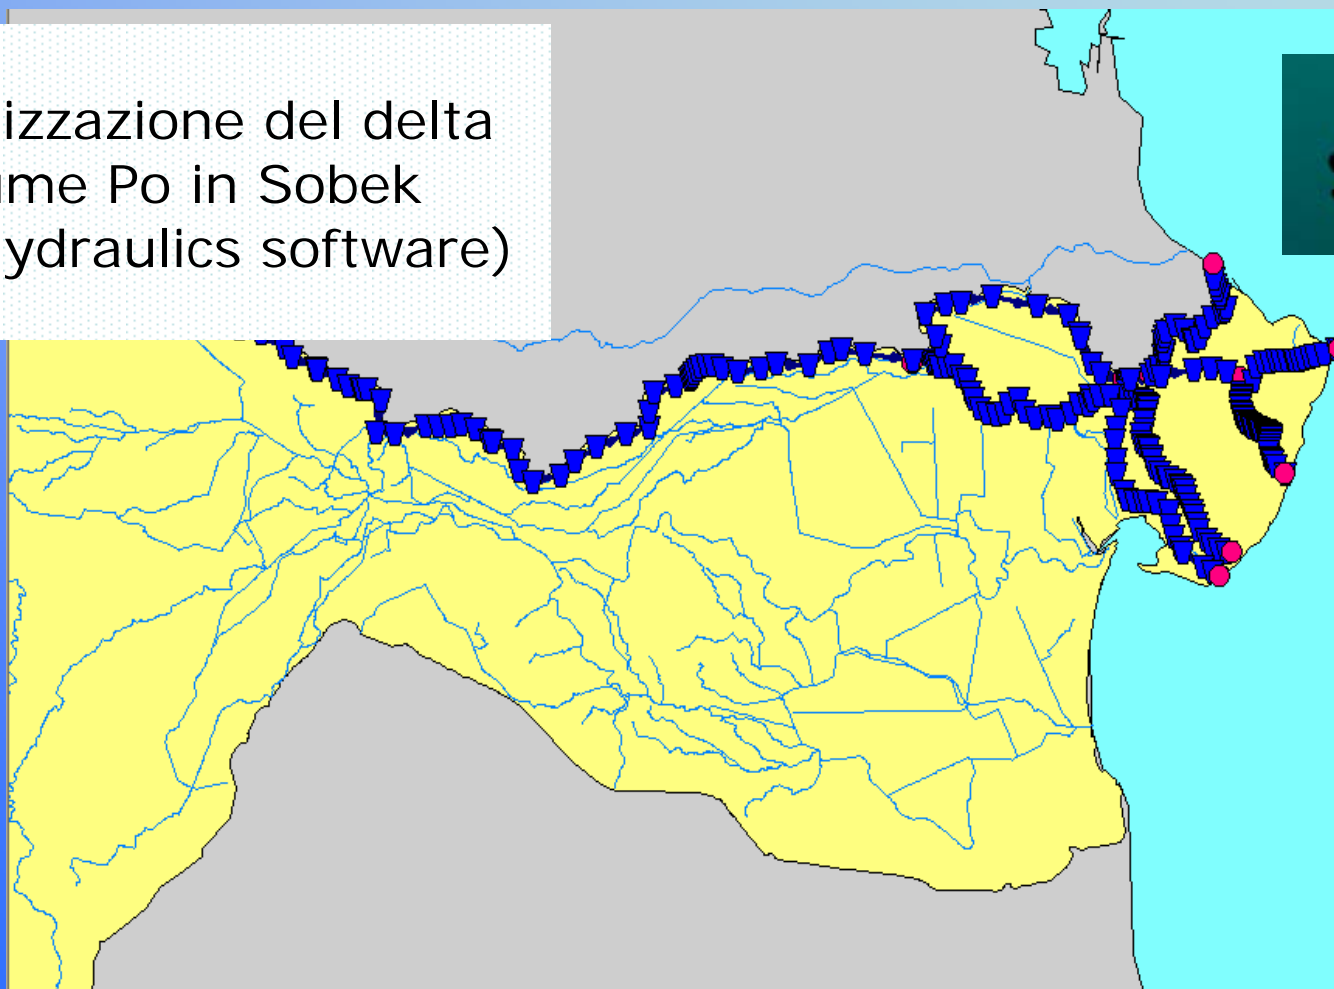 izzazione del delta
ume Po in Sobek
ydraulics software)